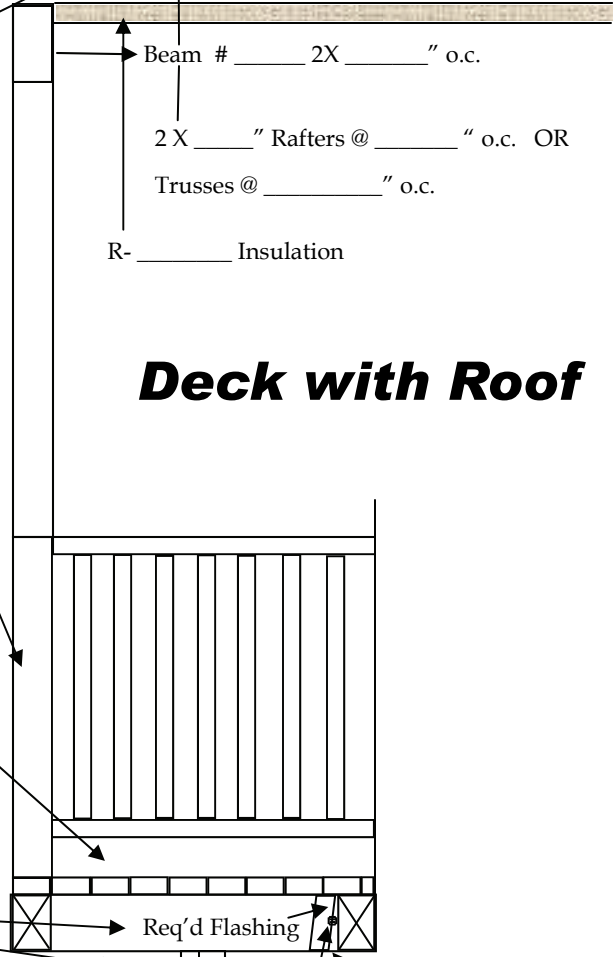 Beam # ______ 2X _______” o.c.
2 X _____” Rafters @ _______ “ o.c. OR
Trusses @ __________” o.c.
R- ________ Insulation
Deck with Roof
Req’d Flashing